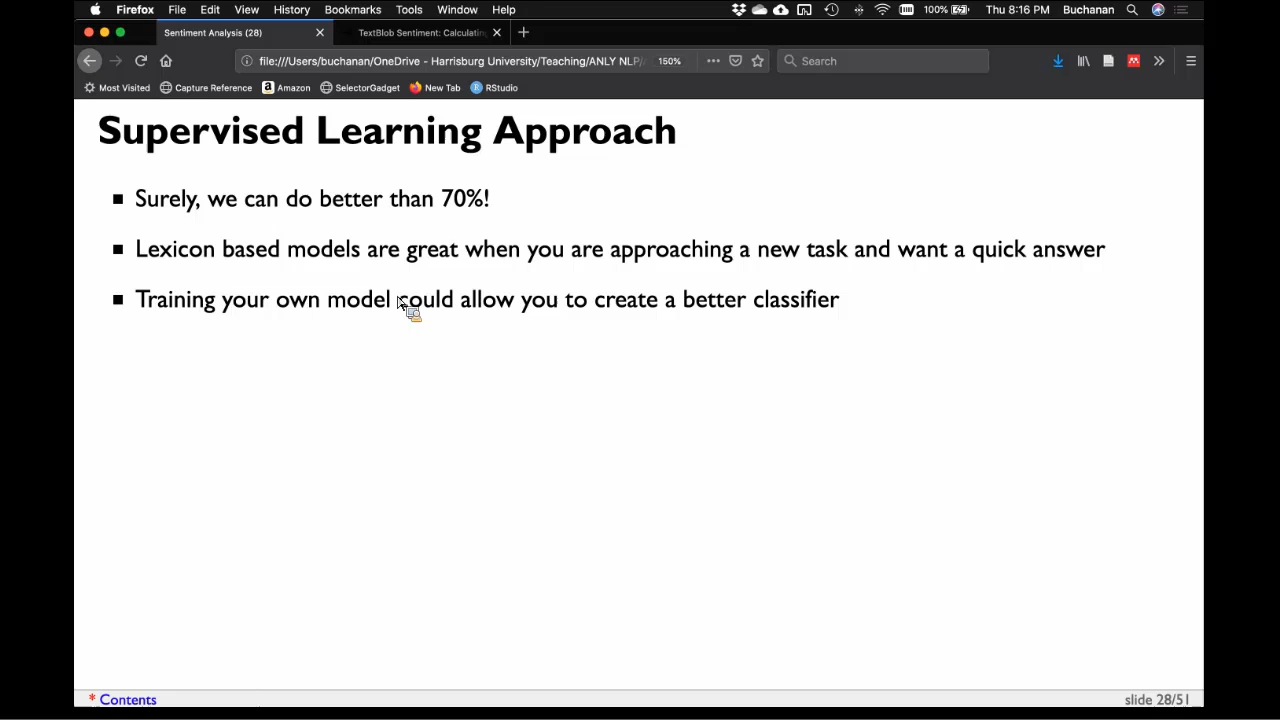 Firefox File Edit View History Bookmarks Tools Window Help 100% Thu 8:16 PM Buchanan
Sentiment Analysis (28) TextBlob Sentiment: Calculating
file:///Users/buchanan/OneDrive - Harrisburg University/Teaching/ANLY NLP/ 150% Search
Most Visited Capture Reference Amazon SelectorGadget New Tab RStudio
Supervised Learning Approach
Surely, we can do better than 70%!
Lexicon based models are great when you are approaching a new task and want a quick answer
Training your own model could allow you to create a better classifier
* Contents slide 28/51